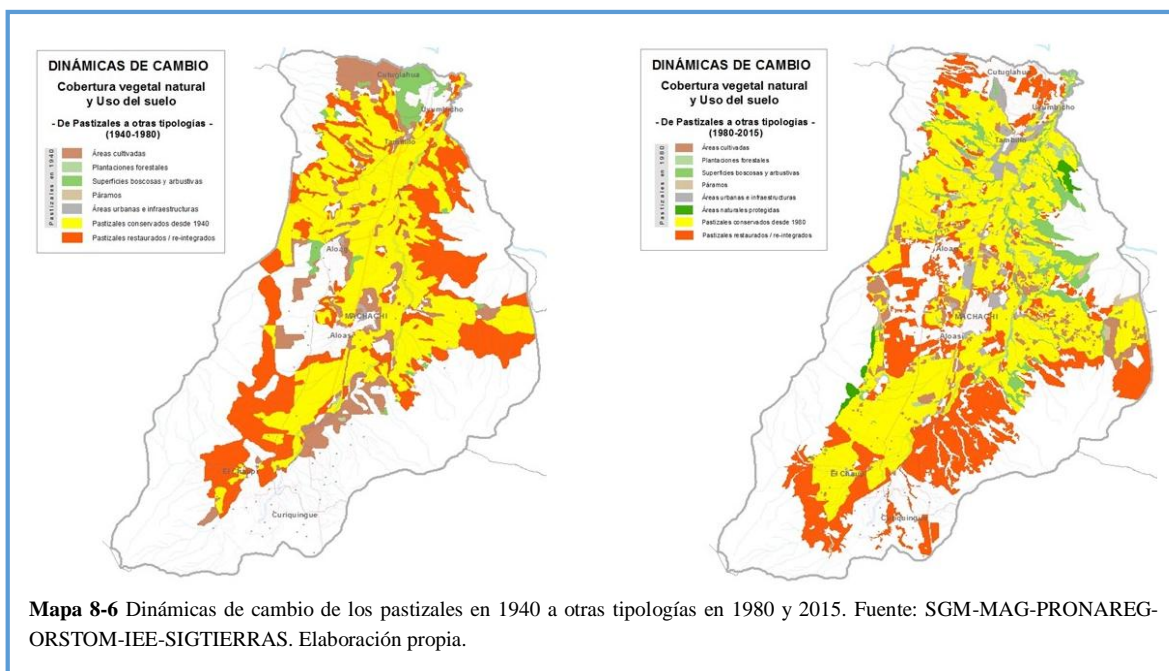 DINÁMICAS DE CAMBIO
Cobertura vegetal natural
y Uso del suelo
- De Pastizales a otras tipologías -
(1940-1980)
Pastizales en 1940
Áreas cultivadas
Plantaciones forestales
Superficies boscosas y arbustivas
Páramos
Áreas urbanas e infraestructuras
Pastizales conservados desde 1940
Pastizales restaurados / re-integrados
Cutuglahua
Uyumbicho
Tambillo
Aloag
MACHACHI
Aloasi
El Chaupi
Curiquingue
DINÁMICAS DE CAMBIO
Cobertura vegetal natural
y Uso del suelo
- De Pastizales a otras tipologías -
(1980-2015)
Pastizales en 1980
Áreas cultivadas
Plantaciones forestales
Superficies boscosas y arbustivas
Páramos
Áreas urbanas e infraestructuras
Áreas naturales protegidas
Pastizales conservados desde 1980
Pastizales restaurados / re-integrados
Cutuglahua
Uyumbicho
Tambillo
Aloag
MACHACHI
Aloasi
El Chaupi
Curiquingue
Mapa 8-6 Dinámicas de cambio de los pastizales en 1940 a otras tipologías en 1980 y 2015. Fuente: SGM-MAG-PRONAREG-
ORSTOM-IEE-SIGTIERRAS. Elaboración propia.